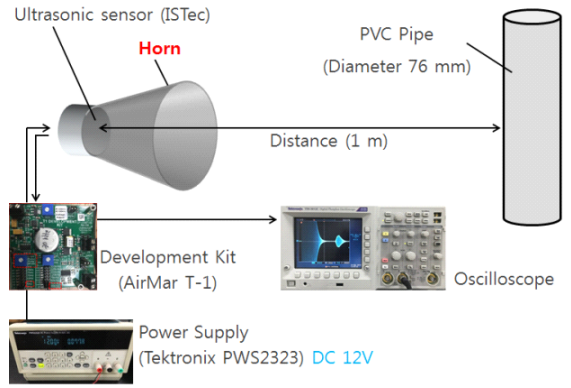 Ultrasonic sensor (ISTec)
Horn
PVC Pipe
(Diameter 76 mm)
Distance (1 m)
Development Kit
(AirMar T-1)
Oscilloscope
Power Supply
(Tektronix PWS2323) DC 12V